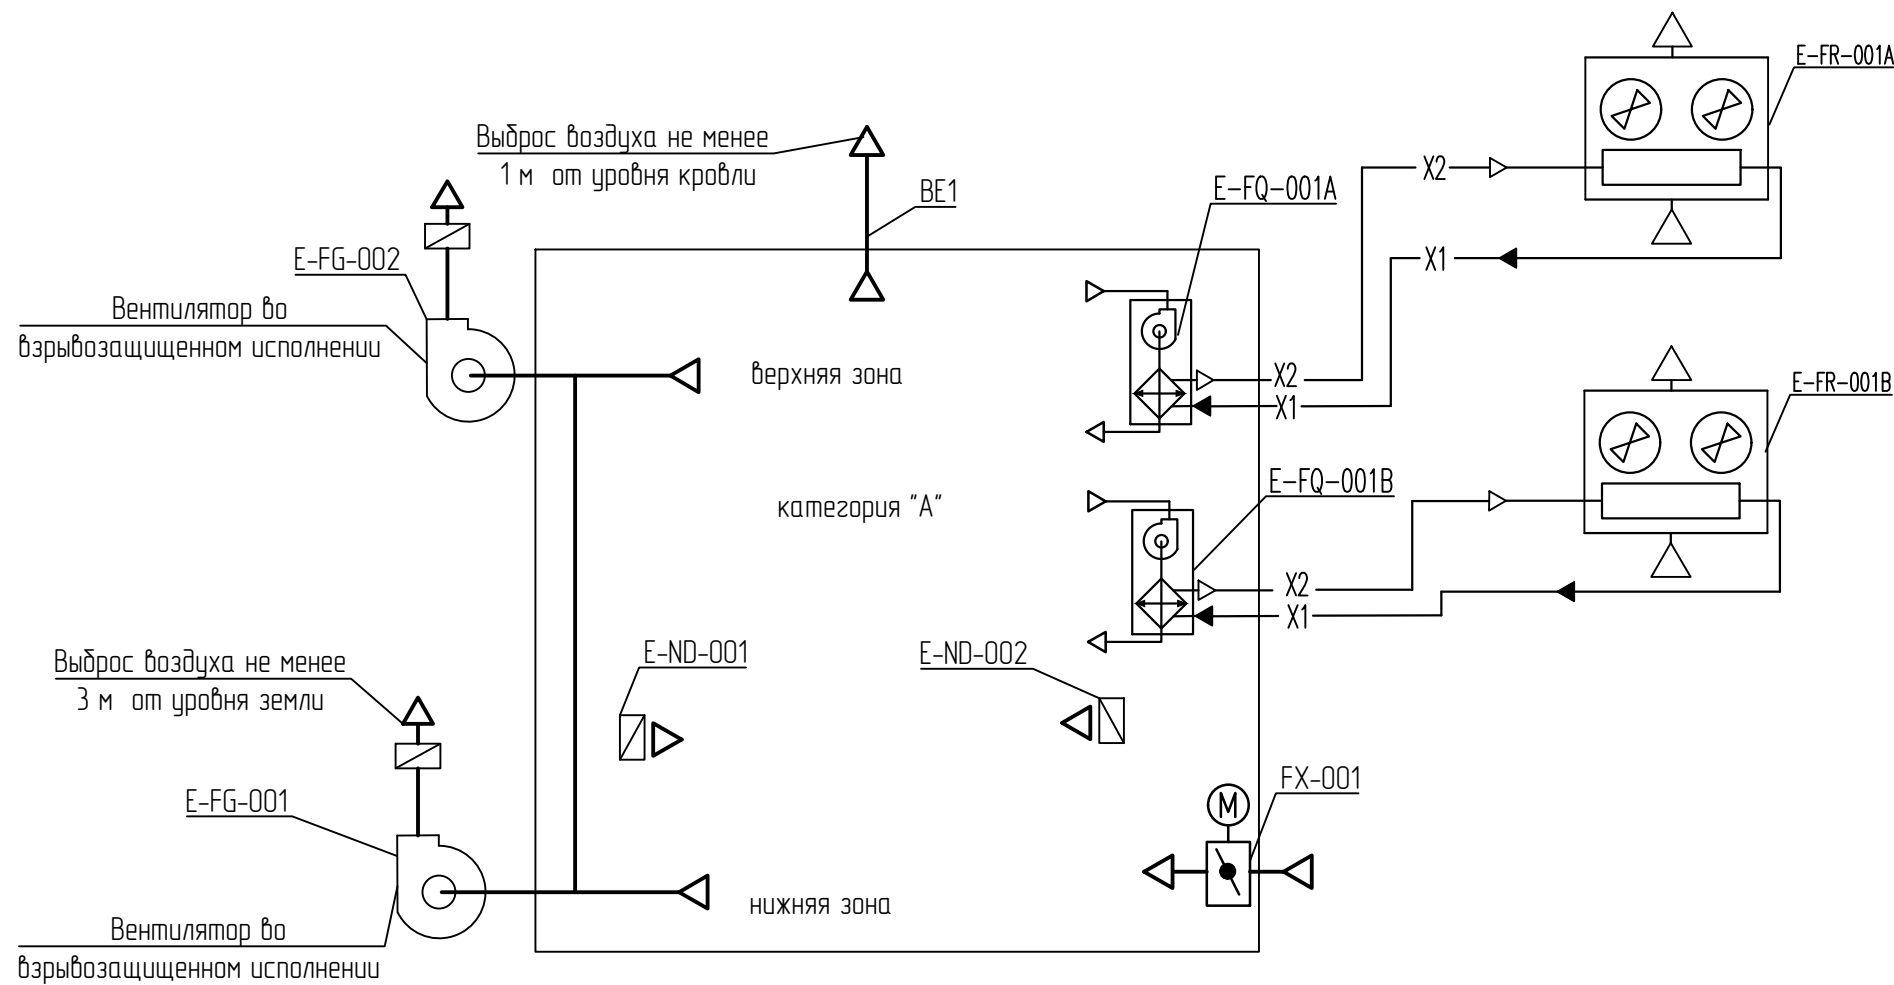 E-FR-001A
Выброс воздуха не менее
1 м от уровня кровли
X2
BE1
E-FQ-001A
E-FG-002
X1
Вентилятор во
взрывозащищенном исполнении
верхняя зона
X2
X1
E-FR-001B
E-FQ-001B
категория "А"
X2
X1
E-ND-001
E-ND-002
Выброс воздуха не менее
3 м от уровня земли
FX-001
M
E-FG-001
нижняя зона
Вентилятор во
взрывозащищенном исполнении